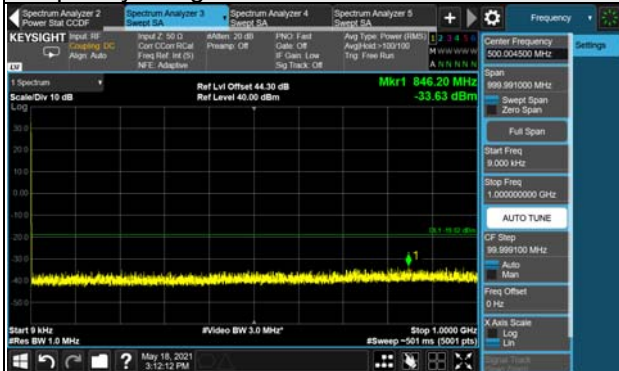 Spectrum Analyzer 2
Power Stat CCDF
Spectrum Analyzer 3
Swept SA
Spectrum Analyzer 4
Swept SA
Spectrum Analyzer 5
Swept SA
+
Frequency
Settings
KEYSIGHT
Input: RF
Coupling: DC
Align: Auto
Input Z: 50 Ω
Corr CCorr RCal
Freq Ref: Int (S)
NFE: Adaptive
#Atten: 20 dB
Preamp: Off
PNO: Fast
Gate: Off
IF Gain: Low
Sig Track: Off
Avg Type: Power (RMS)
Avg|Hold:>100/100
Trig: Free Run
1 2 3 4 5 6
M W W W W W
A N N N N N
LXI
1 Spectrum
Scale/Div 10 dB
Log
Ref Lvl Offset 44.30 dB
Ref Level 40.00 dBm
Mkr1 846.20 MHz
-33.63 dBm
30.0
20.0
10.0
0.00
-10.0
-20.0
-30.0
-40.0
-50.0
1
Start 9 kHz
#Res BW 1.0 MHz
#Video BW 3.0 MHz*
Stop 1.0000 GHz
#Sweep ~501 ms (5001 pts)
Center Frequency
500.004500 MHz
Span
999.991000 MHz
Swept Span
Zero Span
Full Span
Start Freq
9.000 kHz
Stop Freq
1.000000000 GHz
AUTO TUNE
CF Step
99.999100 MHz
Auto
Man
Freq Offset
0 Hz
X Axis Scale
Log
Lin
Signal Track
?
May 18, 2021
3:12:12 PM